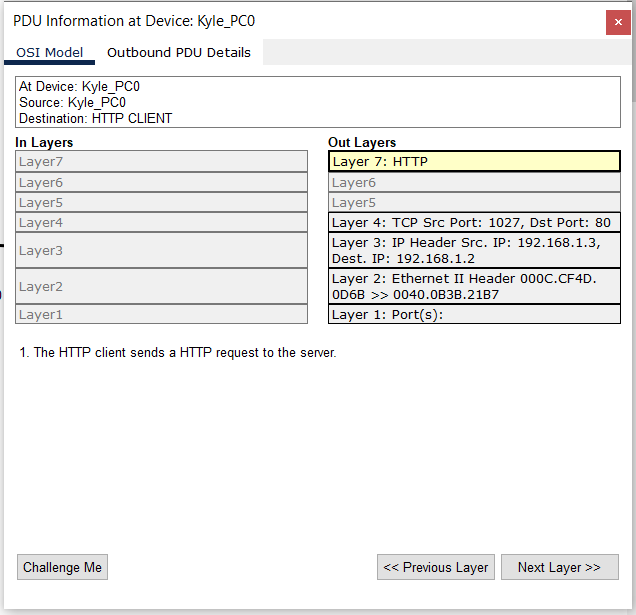 PDU Information at Device: Kyle_PC0
OSI Model Outbound PDU Details
At Device: Kyle_PC0
Source: Kyle_PC0
Destination: HTTP CLIENT
In Layers
Layer7
Layer6
Layer5
Layer4
Layer3
Layer2
Layer1
Out Layers
Layer 7: HTTP
Layer6
Layer5
Layer 4: TCP Src Port: 1027, Dst Port: 80
Layer 3: IP Header Src. IP: 192.168.1.3,
Dest. IP: 192.168.1.2
Layer 2: Ethernet II Header 000C.CF4D.
0D6B >> 0040.0B3B.21B7
Layer 1: Port(s):
1. The HTTP client sends a HTTP request to the server.
Challenge Me
<< Previous Layer
Next Layer >>